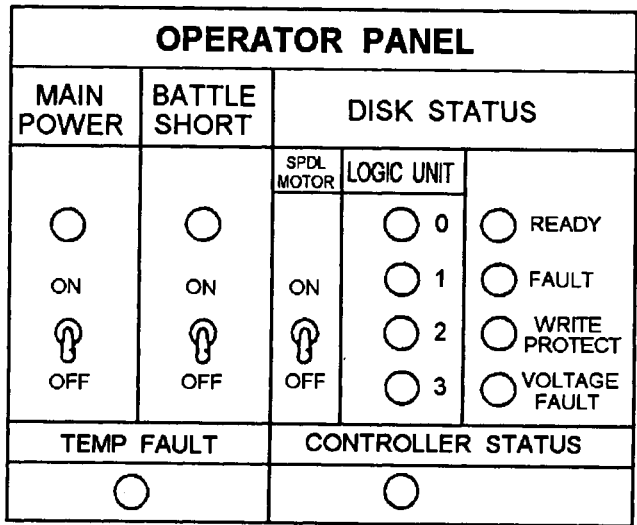 OPERATOR PANEL
MAIN POWER
BATTLE SHORT
DISK STATUS
SPDL MOTOR
LOGIC UNIT
0
READY
ON
ON
ON
1
FAULT
2
WRITE PROTECT
OFF
OFF
OFF
3
VOLTAGE FAULT
TEMP FAULT
CONTROLLER STATUS